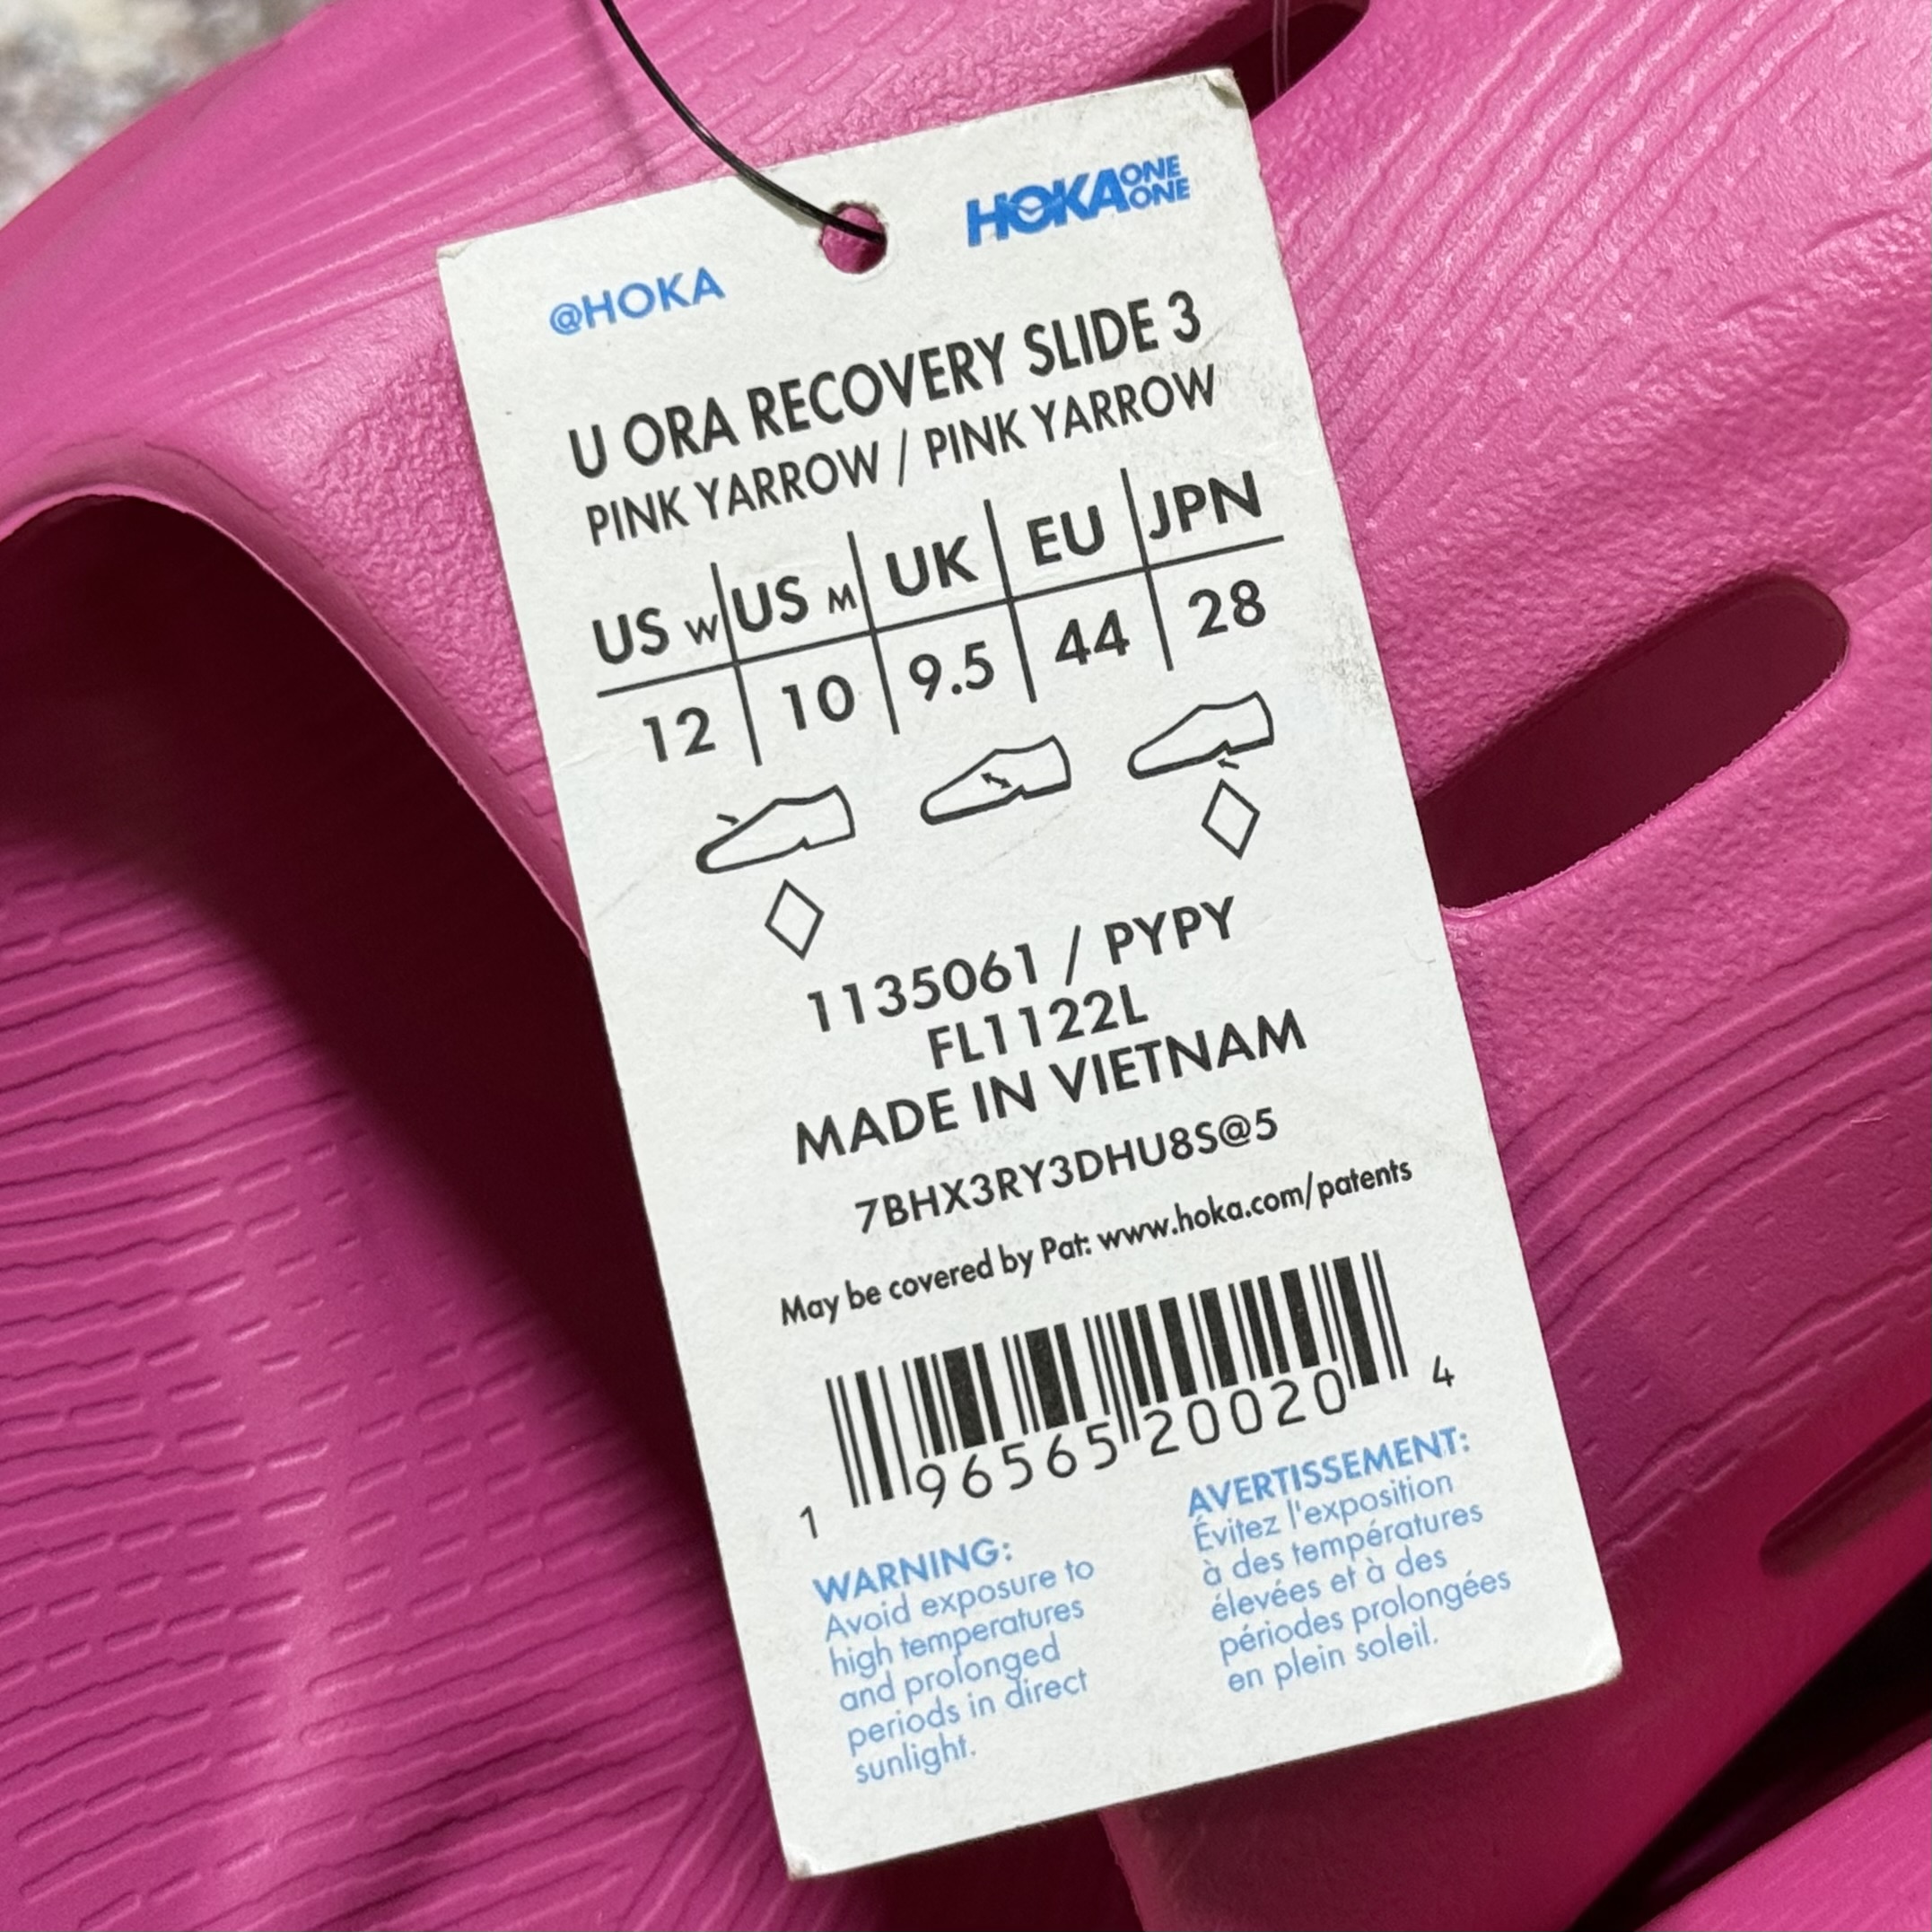 @HOKA
HOKA ONE ONE
U ORA RECOVERY SLIDE 3
PINK YARROW / PINK YARROW
US W US M UK EU JPN
12 10 9.5 44 28
1135061 / PYPY
FL1122L
MADE IN VIETNAM
7BHX3RY3DHU8S@5
May be covered by Pat: www.hoka.com/patents
1 96565 20020 4
WARNING:
Avoid exposure to
high temperatures
and prolonged
periods in direct
sunlight.
AVERTISSEMENT:
Évitez l'exposition
à des températures
élevées et à des
périodes prolongées
en plein soleil.